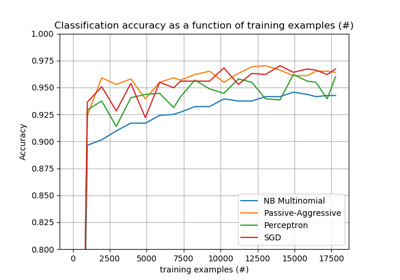 Classification accuracy as a function of training examples (#)
1.000
0.975
0.950
0.925
0.900
0.875
0.850
0.825
0.800
Accuracy
NB Multinomial
Passive-Aggressive
Perceptron
SGD
0 2500 5000 7500 10000 12500 15000 17500
training examples (#)